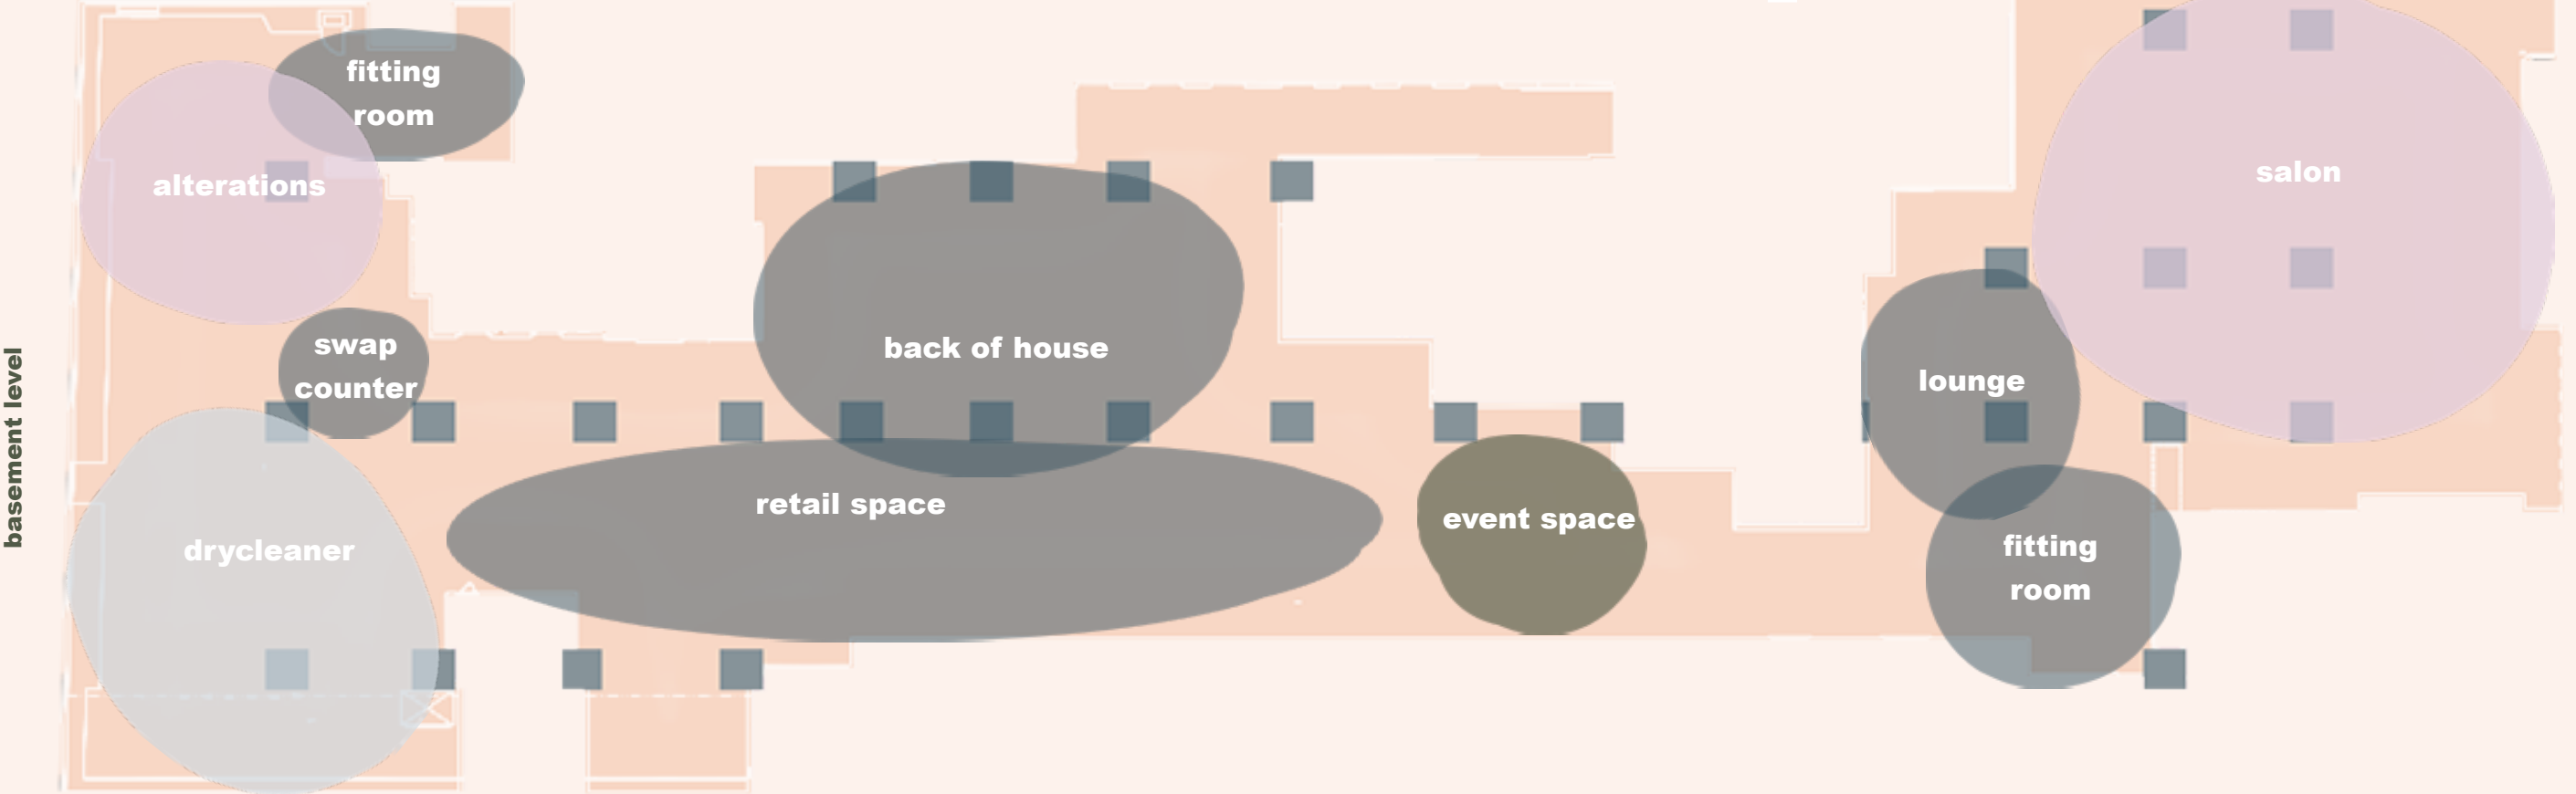 fitting
room
alterations
salon
swap
counter
back of house
lounge
retail space
event space
drycleaner
fitting
room
basement level